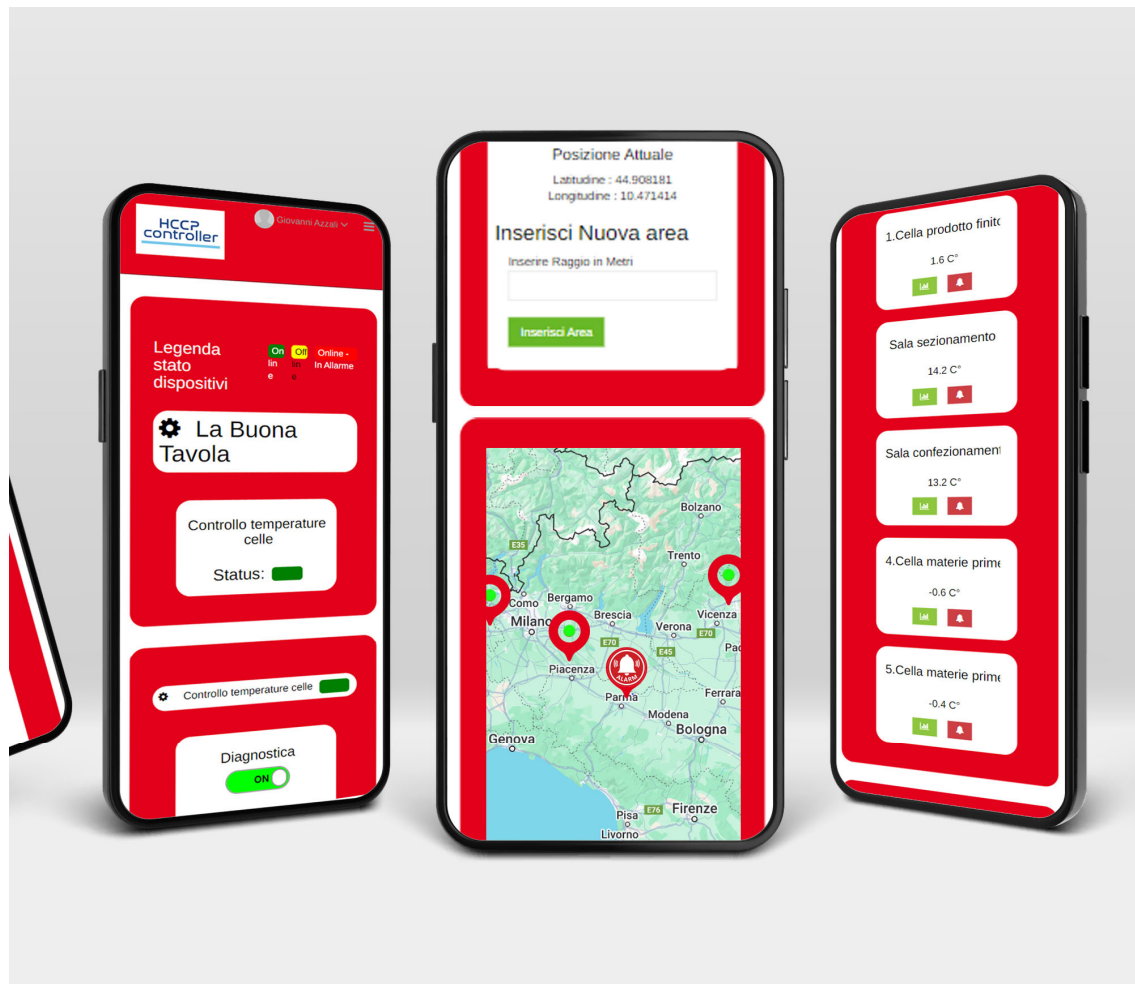 HCCP
controller
Giovanni Azzali
Legenda
stato
dispositivi
On
lin
e
Off
lin
e
Online -
In Allarme
La Buona
Tavola
Controllo temperature
celle
Status:
Controllo temperature celle
Diagnostica
ON
Posizione Attuale
Latitudine : 44.908181
Longitudine : 10.471414
Inserisci Nuova area
Inserire Raggio in Metri
Inserisci Area
Bolzano
E35
Trento
Como
Bergamo
Milano
Brescia
Verona
Vicenza
E70
E70
E45
Pad
Piacenza
ALARM
Parma
Ferrara
Modena
Bologna
Genova
Pisa
E76
Firenze
Livorno
1.Cella prodotto finito
1.6 C°
Sala sezionamento
14.2 C°
Sala confezionament
13.2 C°
4.Cella materie prime
-0.6 C°
5.Cella materie prime
-0.4 C°